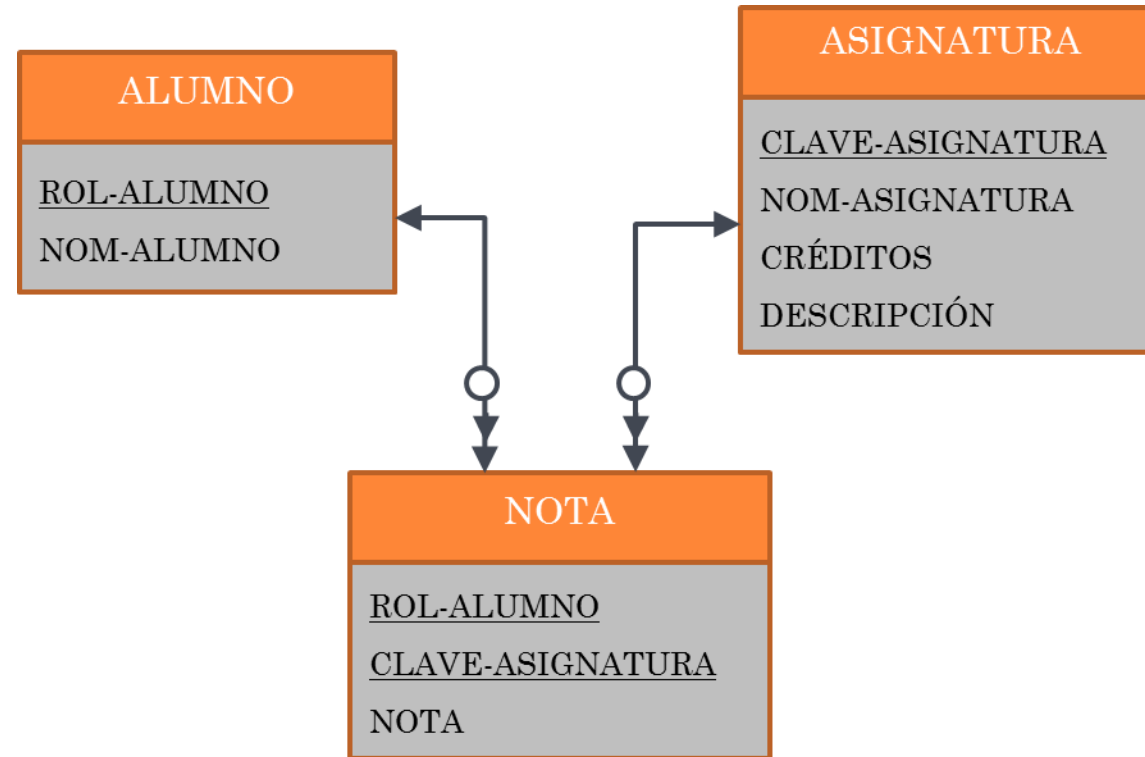 ALUMNO
ROL-ALUMNO
NOM-ALUMNO
ASIGNATURA
CLAVE-ASIGNATURA
NOM-ASIGNATURA
CRÉDITOS
DESCRIPCIÓN
NOTA
ROL-ALUMNO
CLAVE-ASIGNATURA
NOTA